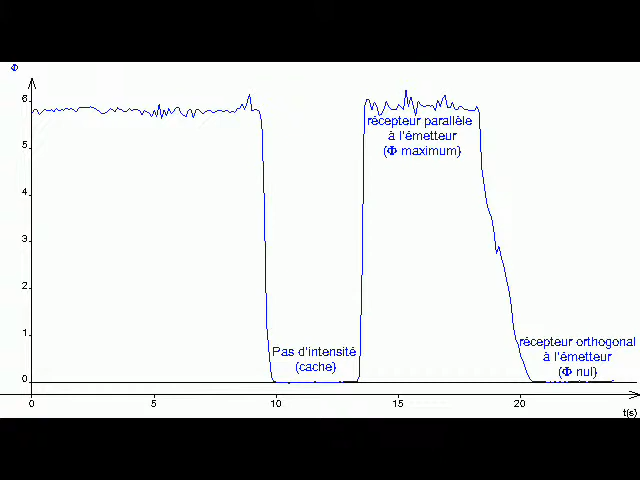 Φ
6
récepteur parallèle
à l'émetteur
(Φ maximum)
5
4
3
2
1
Pas d'intensité
(cache)
récepteur orthogonal
à l'émetteur
(Φ nul)
0
0 5 10 15 20
t(s)